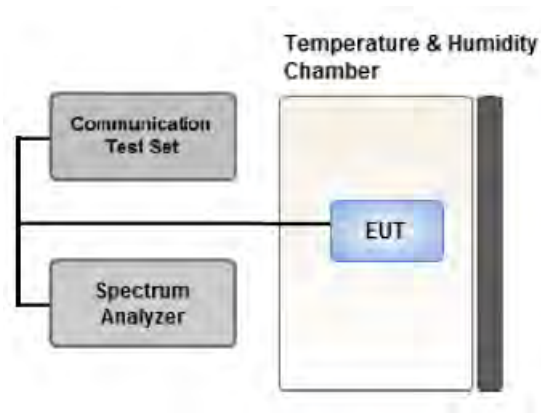 Temperature & Humidity
Chamber
Communication
Test Set
EUT
Spectrum
Analyzer